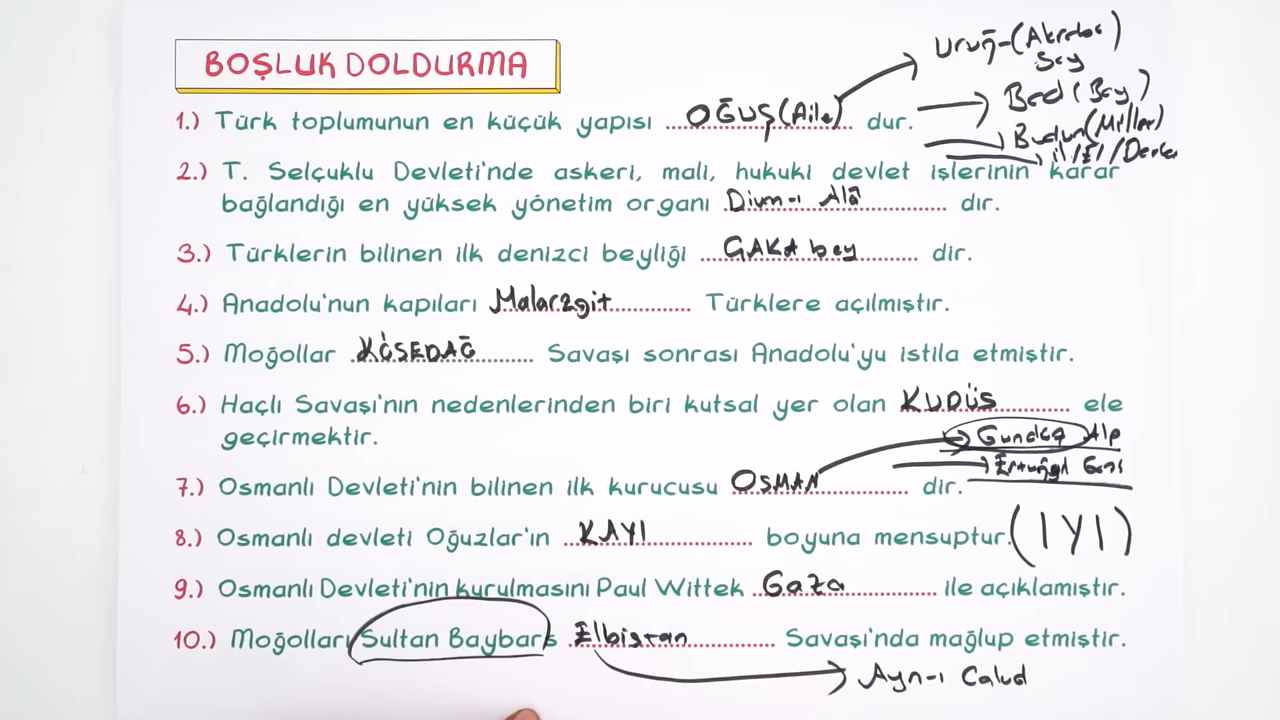 BOŞLUK DOLDURMA
Uruğ-(Akraba)
Soy
Bod (Boy)
Budun (Millet)
il/El/Devlet
1.) Türk toplumunun en küçük yapısı OĞUŞ(Aile) dur.
2.) T. Selçuklu Devleti'nde askeri, mali, hukuki devlet işlerinin karar
bağlandığı en yüksek yönetim organı Divan-ı Alâ dır.
3.) Türklerin bilinen ilk denizci beyliği ÇAKA bey dir.
4.) Anadolu'nun kapıları Malazgit Türklere açılmıştır.
5.) Moğollar KÖSEDAĞ Savaşı sonrası Anadolu'yu istila etmiştir.
6.) Haçlı Savaşı'nın nedenlerinden biri kutsal yer olan KUDÜS ele
geçirmektir.
Gündüz Alp
Ertuğrul Gazi
7.) Osmanlı Devleti'nin bilinen ilk kurucusu OSMAN dir.
8.) Osmanlı devleti Oğuzlar'ın KAYI boyuna mensuptur. (IYI)
9.) Osmanlı Devleti'nin kurulmasını Paul Wittek Gaza ile açıklamıştır.
10.) Moğolları Sultan Baybars Elbistan Savaşı'nda mağlup etmiştir.
Ayn-ı Calud